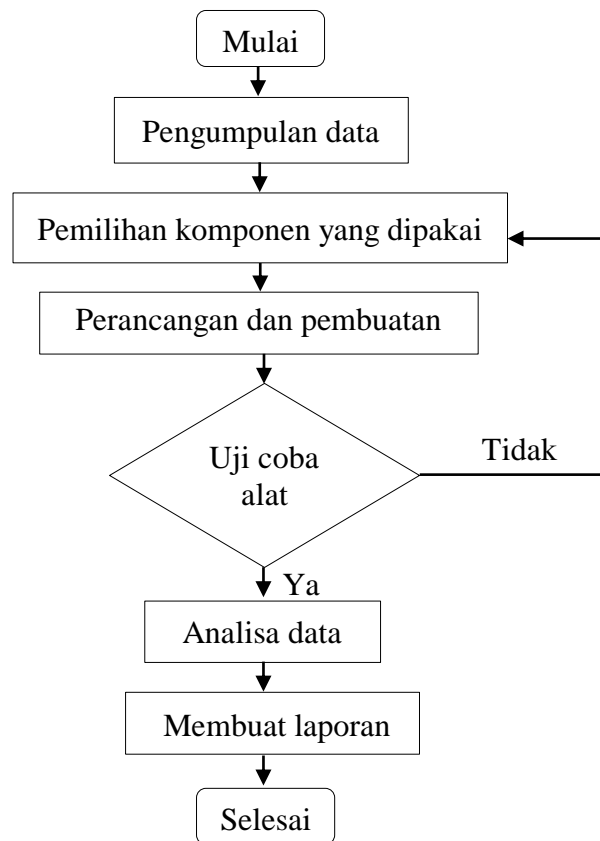 Mulai
Pengumpulan data
Pemilihan komponen yang dipakai
Perancangan dan pembuatan
Uji coba
alat
Tidak
Ya
Analisa data
Membuat laporan
Selesai